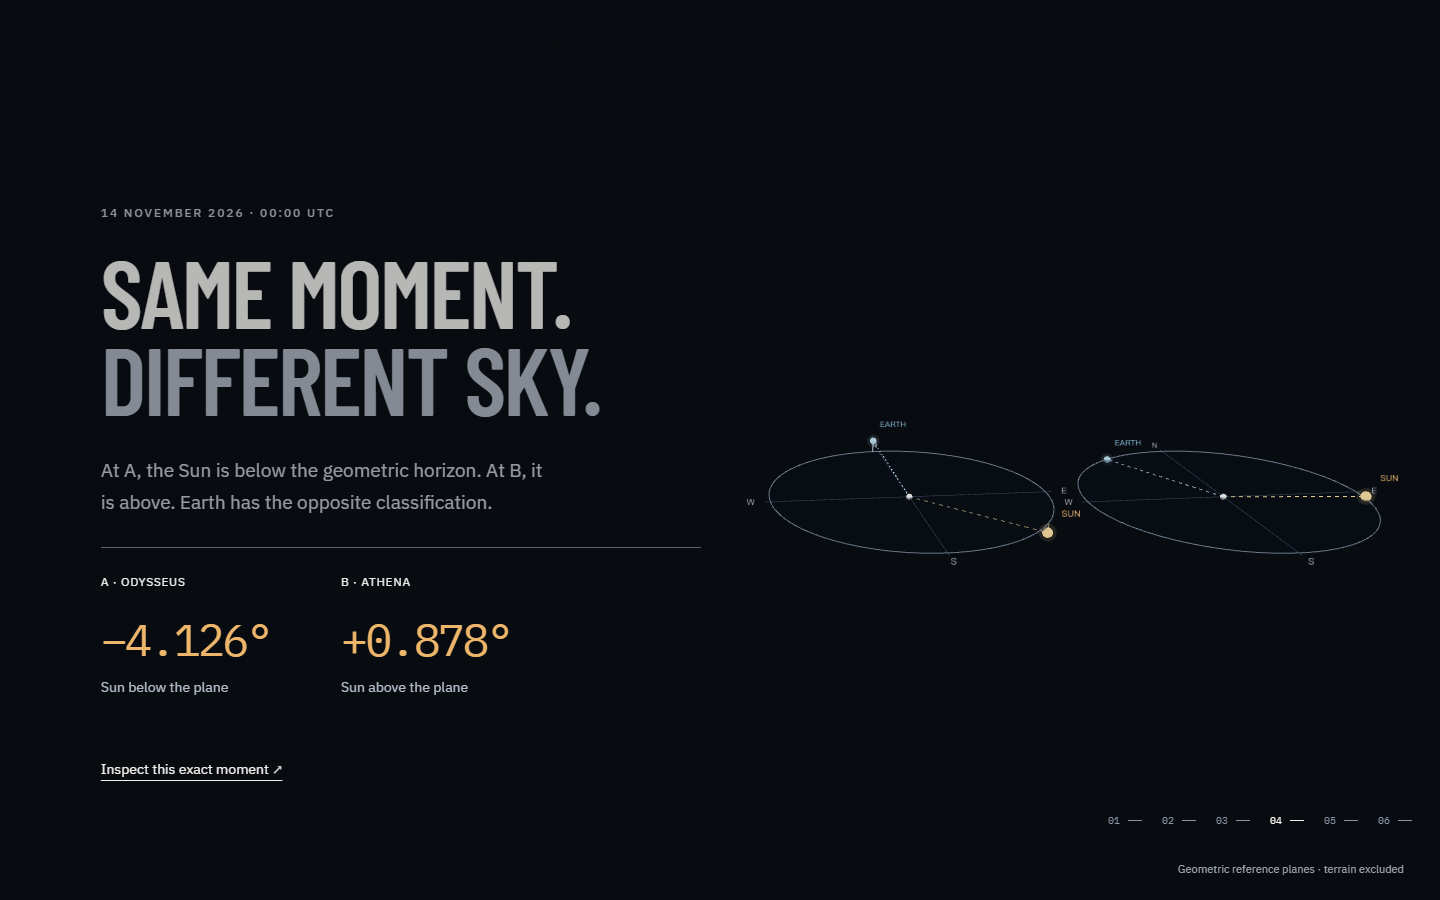 14 NOVEMBER 2026 · 00:00 UTC
SAME MOMENT.
DIFFERENT SKY.
At A, the Sun is below the geometric horizon. At B, it
is above. Earth has the opposite classification.
A · ODYSSEUS
−4.126°
Sun below the plane
B · ATHENA
+0.878°
Sun above the plane
Inspect this exact moment ↗
EARTH
W
E
SUN
S
EARTH
N
SUN
E
W
S
01
02
03
04
05
06
Geometric reference planes · terrain excluded